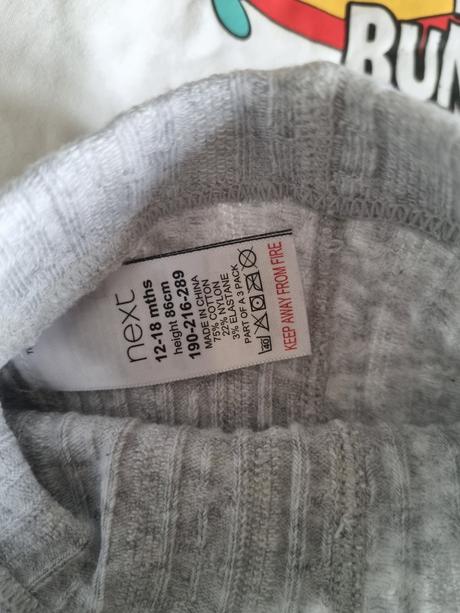 BUN
next
12-18 mths
height 86cm
190-216-289
MADE IN CHINA
75% COTTON
22% NYLON
3% ELASTANE
PART OF A 3 PACK
40
KEEP AWAY FROM FIRE